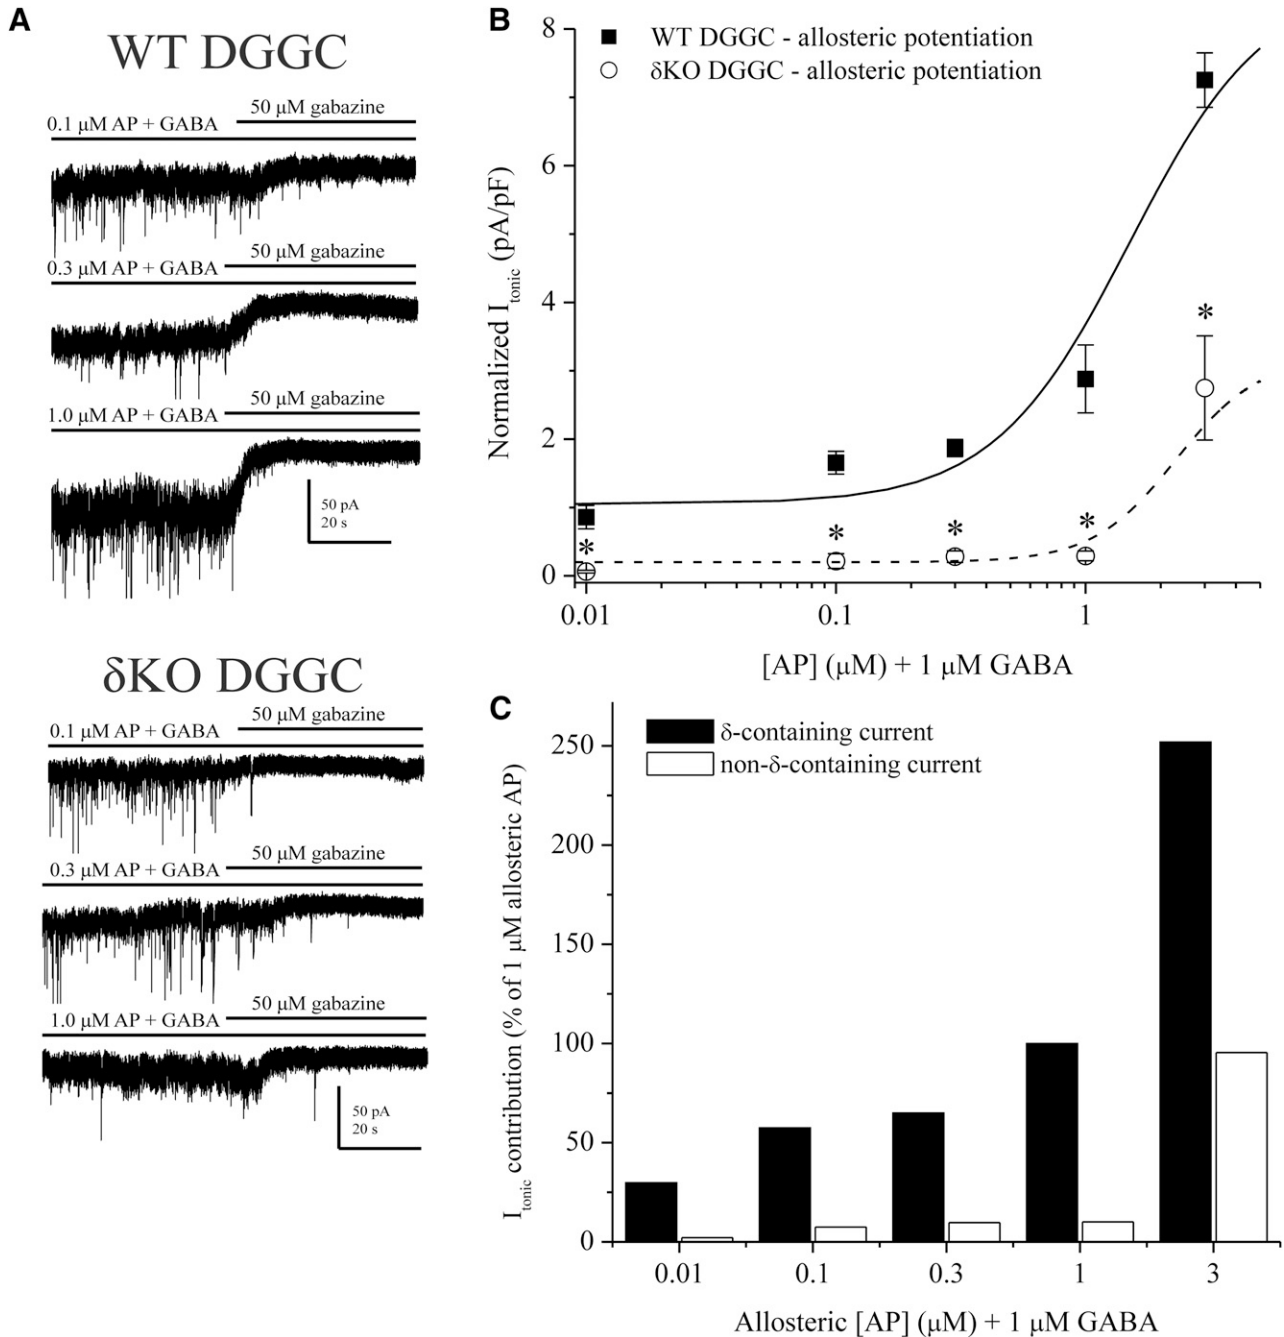 A
WT DGGC
50 μM gabazine
0.1 μM AP + GABA
50 μM gabazine
0.3 μM AP + GABA
50 μM gabazine
1.0 μM AP + GABA
50 pA
20 s
δKO DGGC
50 μM gabazine
0.1 μM AP + GABA
50 μM gabazine
0.3 μM AP + GABA
50 μM gabazine
1.0 μM AP + GABA
50 pA
20 s
B
WT DGGC - allosteric potentiation
δKO DGGC - allosteric potentiation
Normalized Itonic (pA/pF)
8
6
4
2
0
*
*
*
*
*
0.01
0.1
1
[AP] (μM) + 1 μM GABA
C
δ-containing current
non-δ-containing current
Itonic contribution (% of 1 μM allosteric AP)
250
200
150
100
50
0
0.01
0.1
0.3
1
3
Allosteric [AP] (μM) + 1 μM GABA